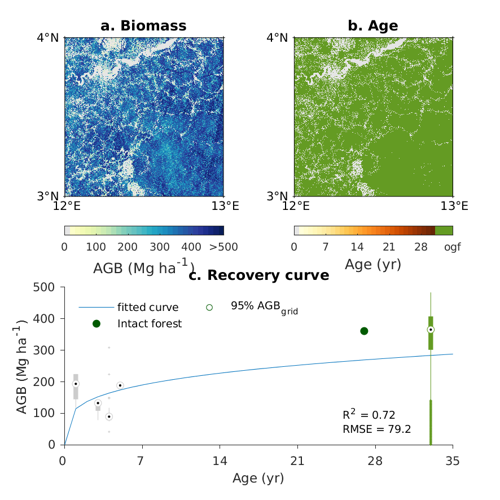 a. Biomass
b. Age
4°N
3°N
12°E
13°E
4°N
3°N
12°E
13°E
0 100 200 300 400 >500
AGB (Mg ha⁻¹)
0 7 14 21 28 ogf
Age (yr)
c. Recovery curve
500
400
300
200
100
0
AGB (Mg ha⁻¹)
fitted curve
95% AGB_grid
Intact forest
R² = 0.72
RMSE = 79.2
0 7 14 21 28 35
Age (yr)